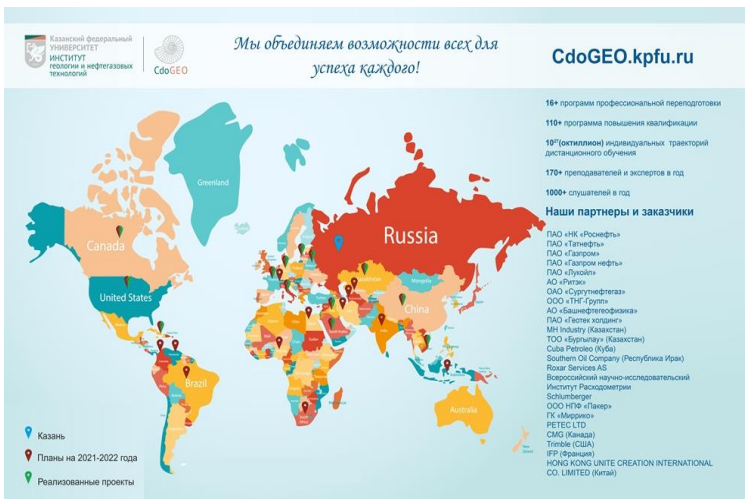 Казанский федеральный
УНИВЕРСИТЕТ
ИНСТИТУТ
геологии и нефтегазовых
технологий
CdoGEO
Мы объединяем возможности всех для
успеха каждого!
CdoGEO.kpfu.ru
16+ программ профессиональной переподготовки
110+ программа повышения квалификации
10²⁷(октиллион) индивидуальных траекторий
дистанционного обучения
170+ преподавателей и экспертов в год
1000+ слушателей в год
Наши партнеры и заказчики
ПАО «НК «Роснефть»
ПАО «Татнефть»
ПАО «Газпром»
ПАО «Газпром нефть»
ПАО «Лукойл»
АО «Ритэк»
ОАО «Сургутнефтегаз»
ООО «ТНГ-Групп»
АО «Башнефтегеофизика»
ПАО «Геотек холдинг»
MH Industry (Казахстан)
ТОО «Бургылау» (Казахстан)
Cuba Petroleo (Куба)
Southern Oil Company (Республика Ирак)
Roxar Services AS
Всероссийский научно-исследовательский
Институт Расходометрии
Schlumberger
ООО НПФ «Пакер»
ГК «Миррико»
PETEC LTD
CMG (Канада)
Trimble (США)
IFP (Франция)
HONG KONG UNITE CREATION INTERNATIONAL
CO. LIMITED (Китай)
Greenland
Canada
Russia
United States
Kazakhstan
Mongolia
China
Brazil
Australia
Казань
Планы на 2021-2022 года
Реализованные проекты